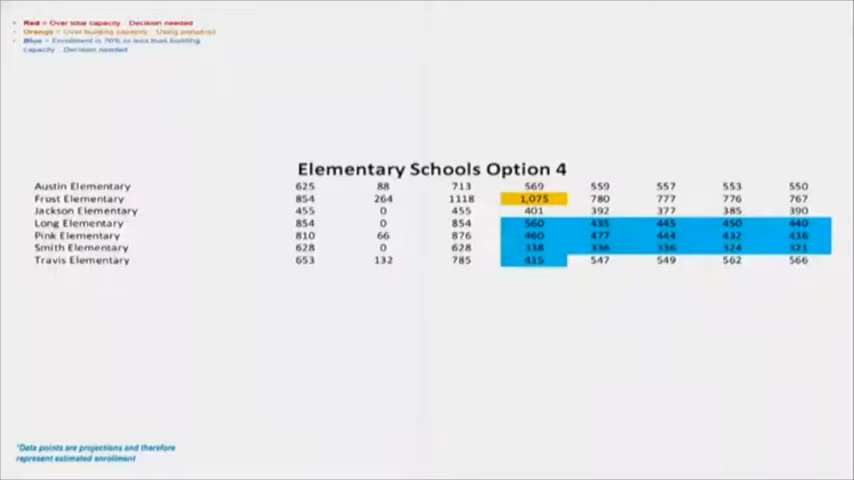 Red = Over total capacity - Decision needed
Orange = Over building capacity - Using portables
Blue = Enrollment is 70% or less than building
capacity - Decision needed
Elementary Schools Option 4
Austin Elementary 625 88 713 569 559 557 553 550
Frost Elementary 854 264 1118 1,075 780 777 776 767
Jackson Elementary 455 0 455 401 392 377 385 390
Long Elementary 854 0 854 560 435 445 450 440
Pink Elementary 810 66 876 460 477 444 432 436
Smith Elementary 628 0 628 338 336 336 324 321
Travis Elementary 653 132 785 415 547 549 562 566
*Data points are projections and therefore
represent estimated enrollment